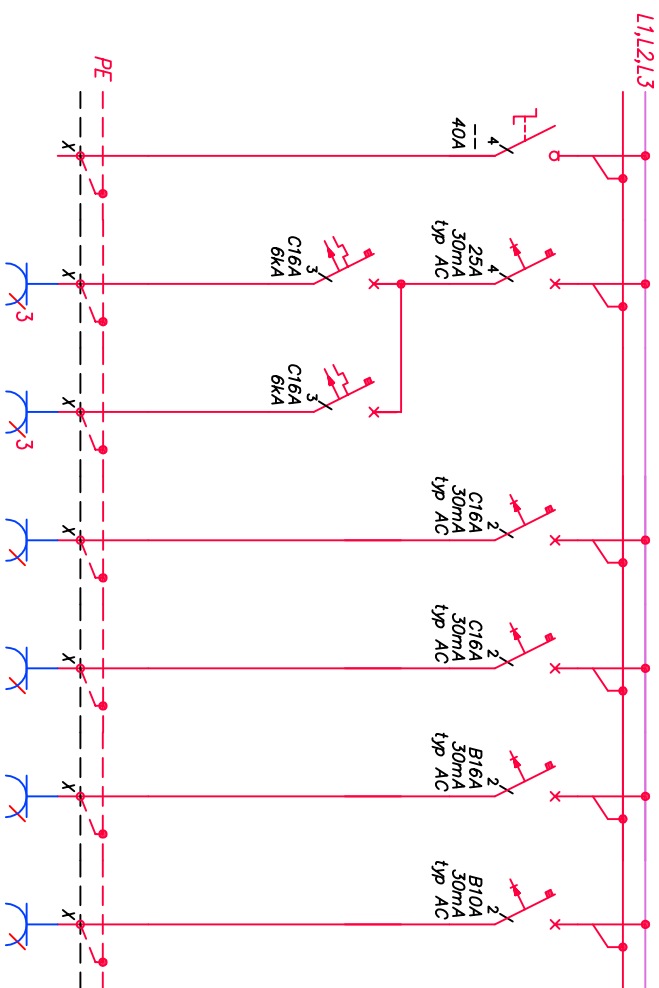 L1,L2,L3
PE
4
--
40A
X
4
25A
30mA
typ AC
3
C16A
6kA
X
3
3
C16A
6kA
X
3
2
C16A
30mA
typ AC
X
2
C16A
30mA
typ AC
X
2
B16A
30mA
typ AC
X
2
B10A
30mA
typ AC
X